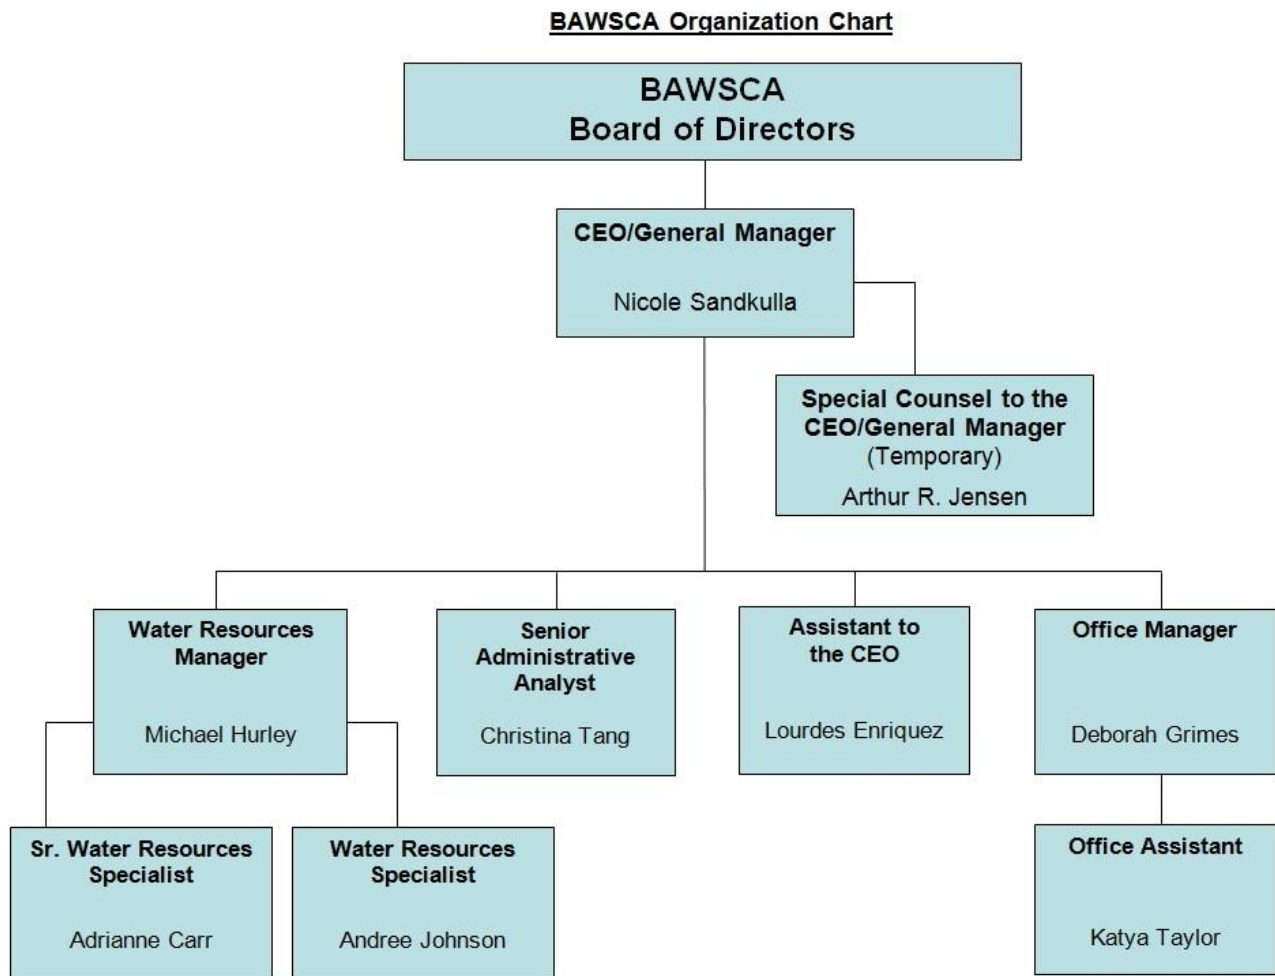 BAWSCA Organization Chart
BAWSCA
Board of Directors
CEO/General Manager
Nicole Sandkulla
Special Counsel to the
CEO/General Manager
(Temporary)
Arthur R. Jensen
Water Resources
Manager
Michael Hurley
Senior
Administrative
Analyst
Christina Tang
Assistant to
the CEO
Lourdes Enriquez
Office Manager
Deborah Grimes
Sr. Water Resources
Specialist
Adrianne Carr
Water Resources
Specialist
Andree Johnson
Office Assistant
Katya Taylor